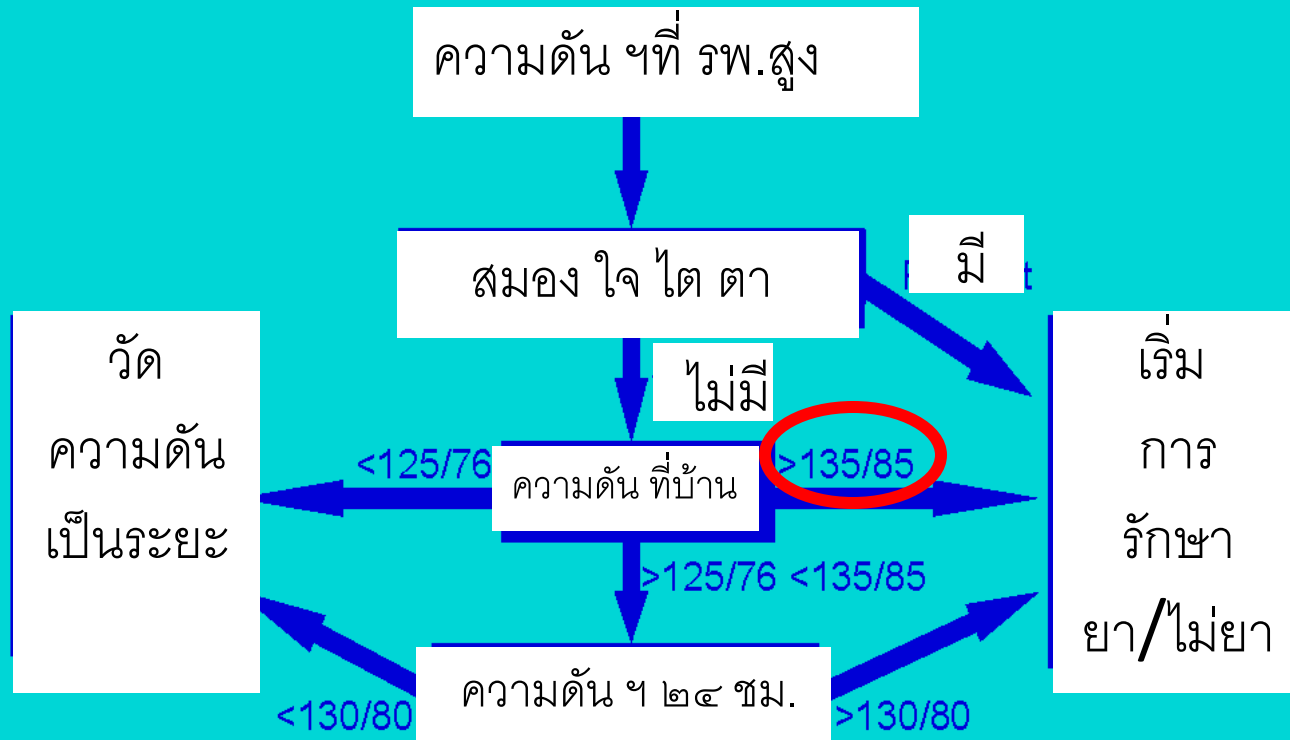 ความดัน ฯที่ รพ.สูง
สมอง ใจ ไต ตา
มี
ไม่มี
วัด
ความดัน
เป็นระยะ
<125/76
ความดัน ที่บ้าน
>135/85
เริ่ม
การ
รักษา
ยา/ไม่ยา
>125/76 <135/85
ความดัน ฯ ๒๔ ชม.
<130/80
>130/80